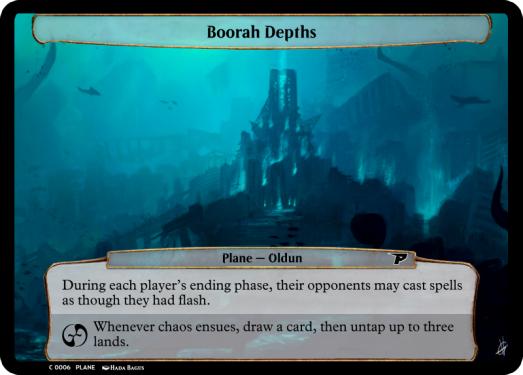 Boorah Depths
Plane — Oldun
During each player's ending phase, their opponents may cast spells
as though they had flash.
Whenever chaos ensues, draw a card, then untap up to three
lands.
C 0006 PLANE HADA BAGUS